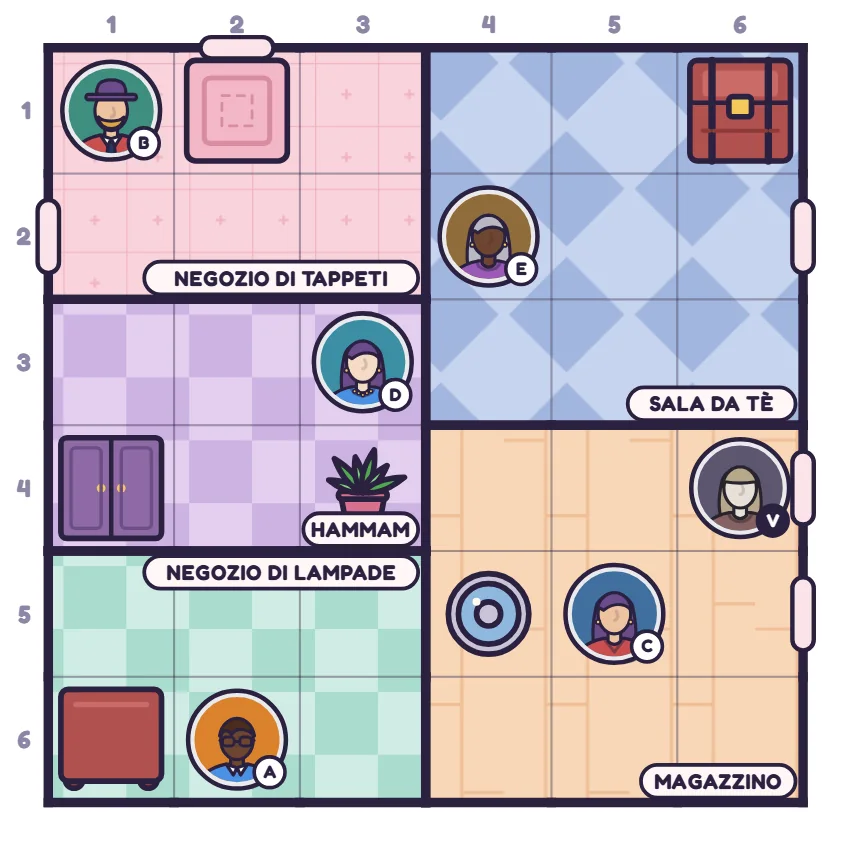 1 2 3 4 5 6
1
B
2
E
NEGOZIO DI TAPPETI
3
D
SALA DA TÈ
4
V
HAMMAM
NEGOZIO DI LAMPADE
5
C
6
A
MAGAZZINO